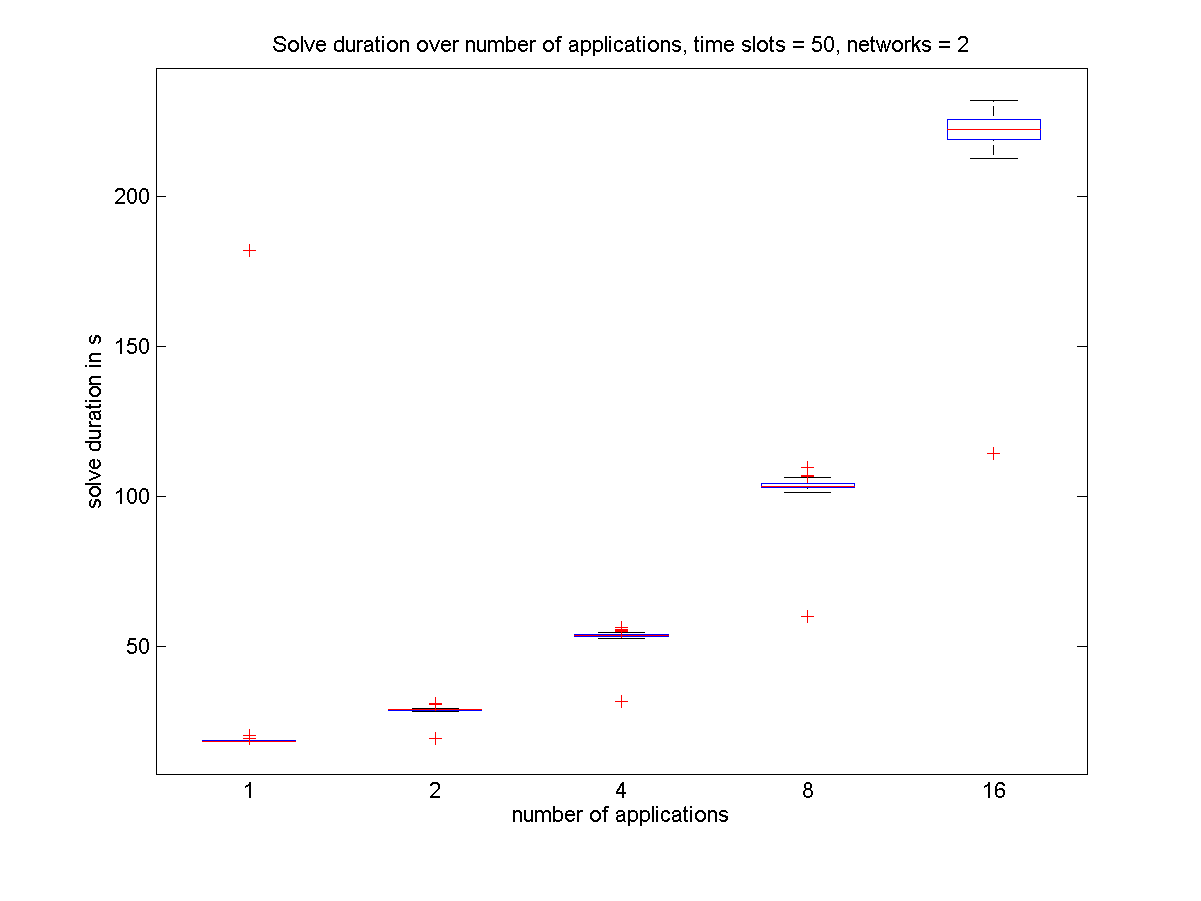 Solve duration over number of applications, time slots = 50, networks = 2
200
150
100
50
solve duration in s
1 2 4 8 16
number of applications